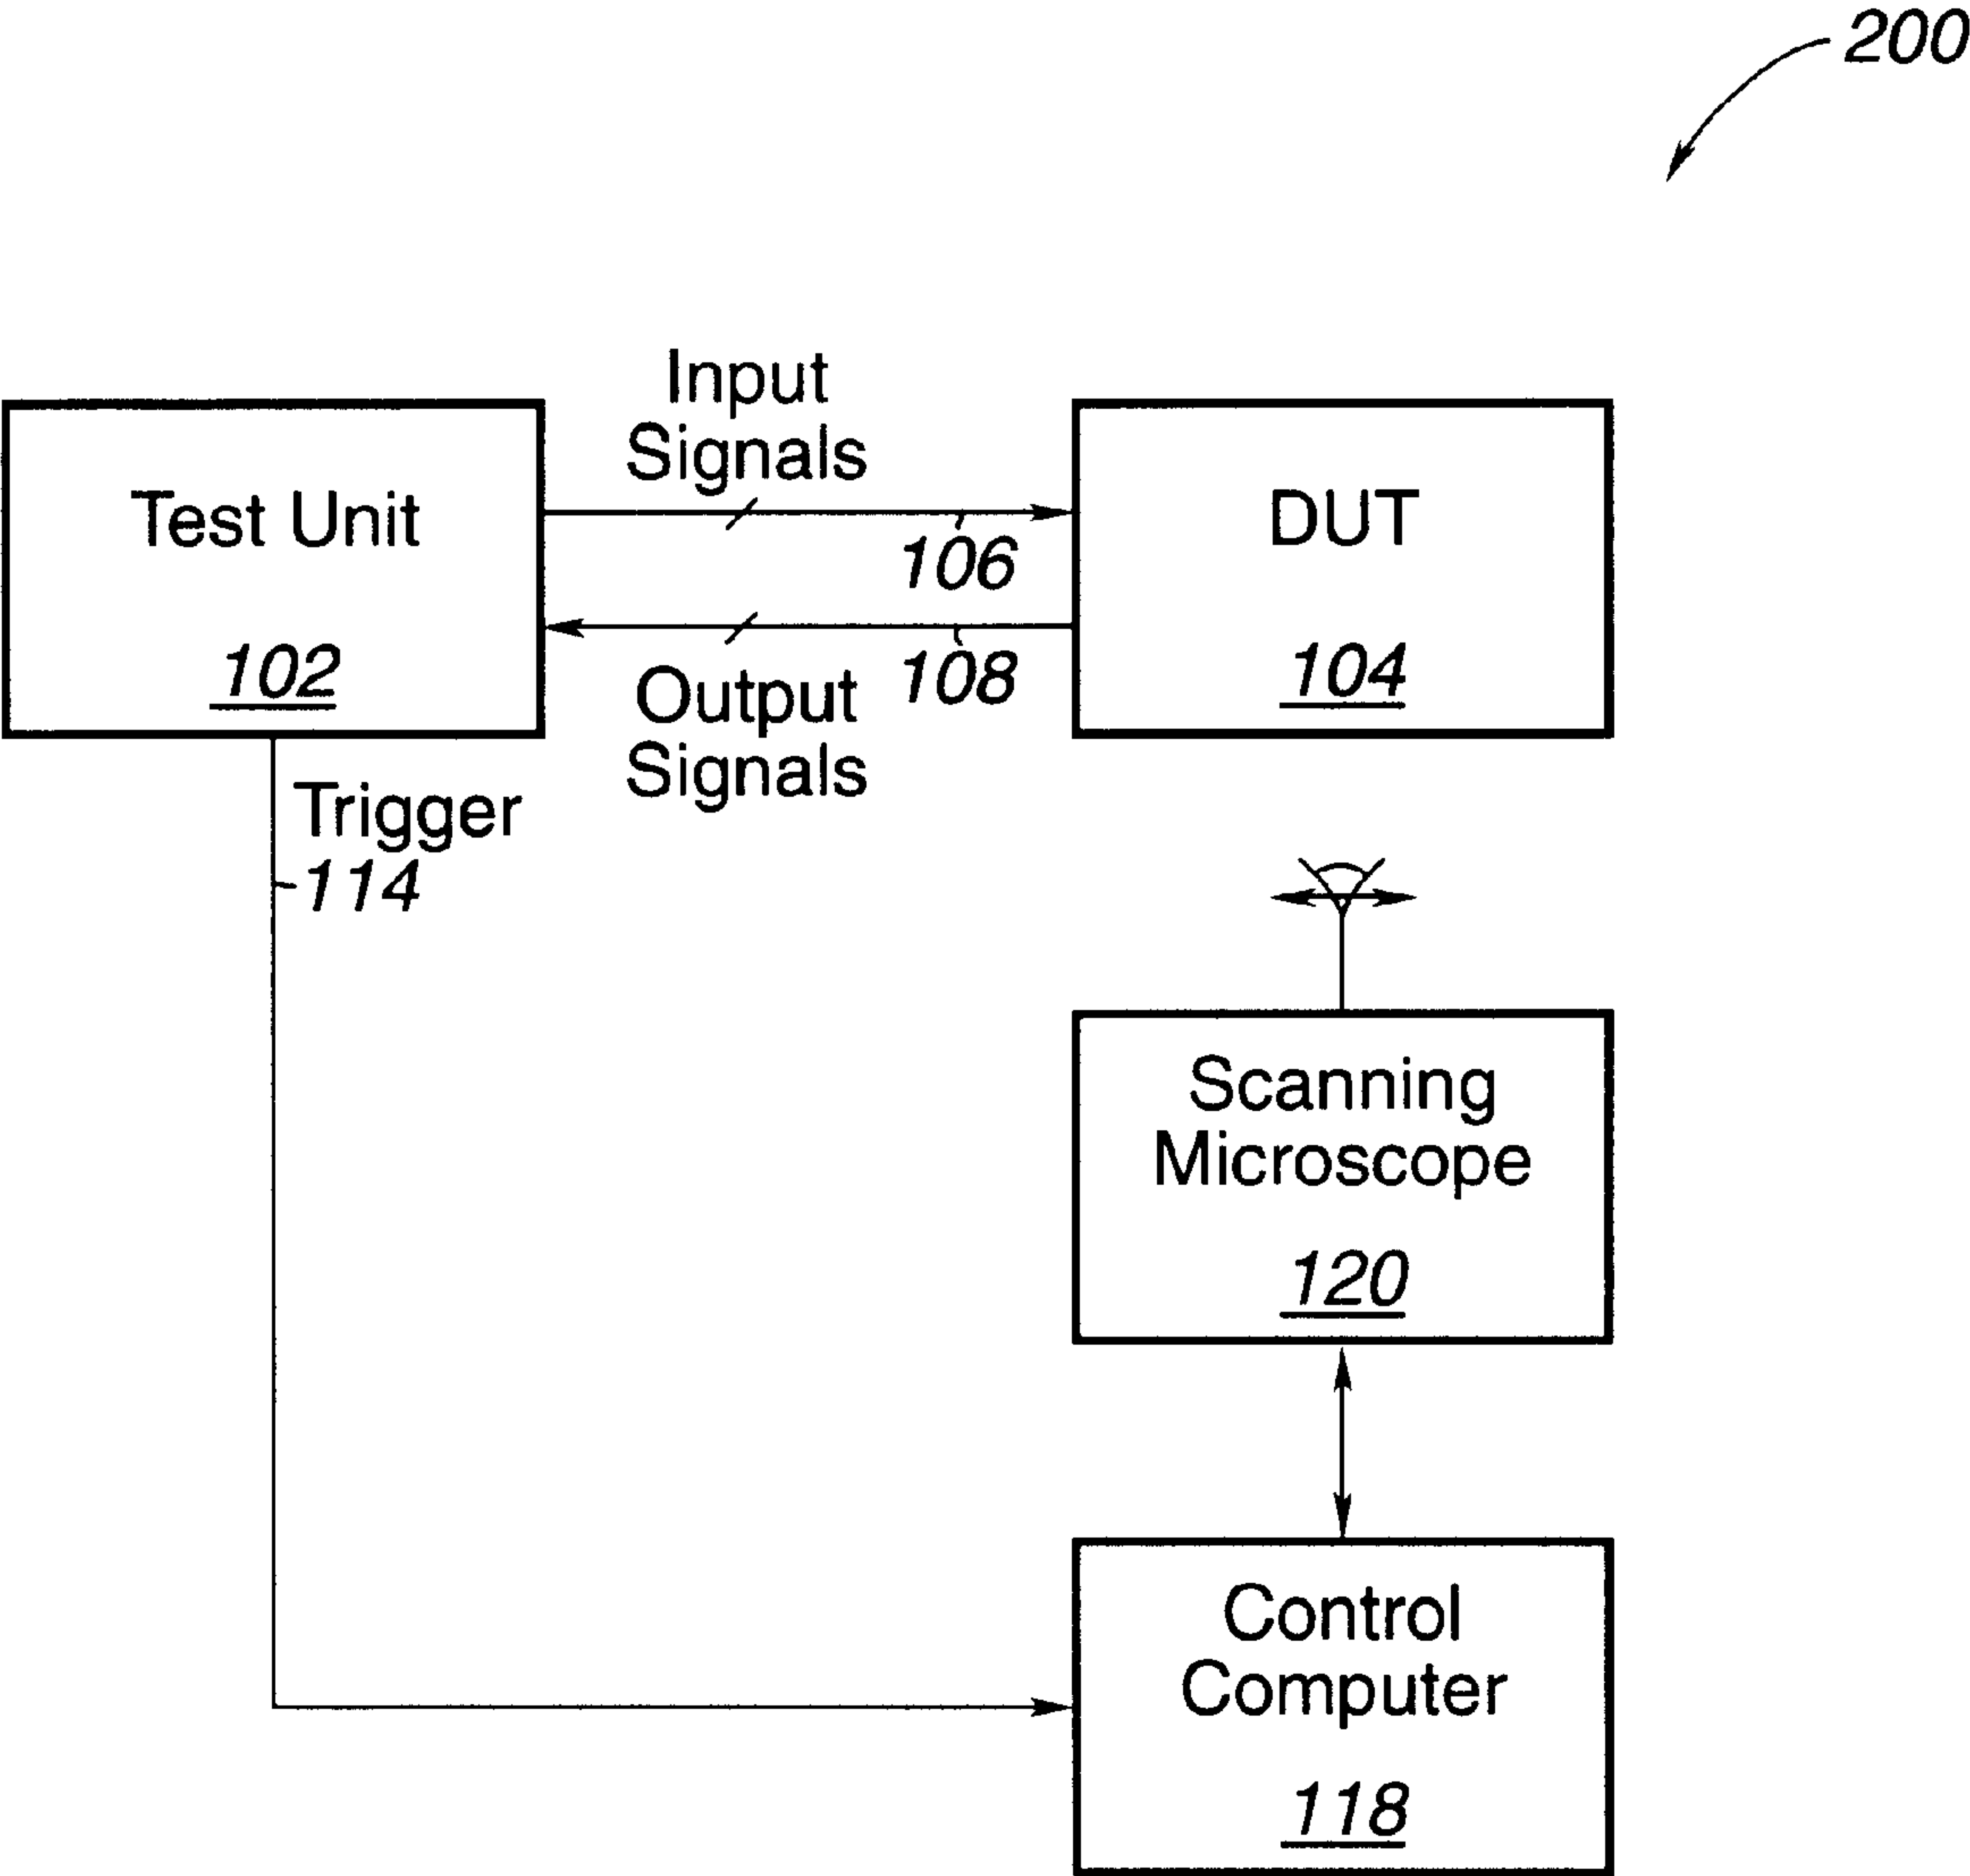 200
Input
Signals
Test Unit
DUT
106
102
Output
108
104
Signals
Trigger
114
Scanning
Microscope
120
Control
Computer
118